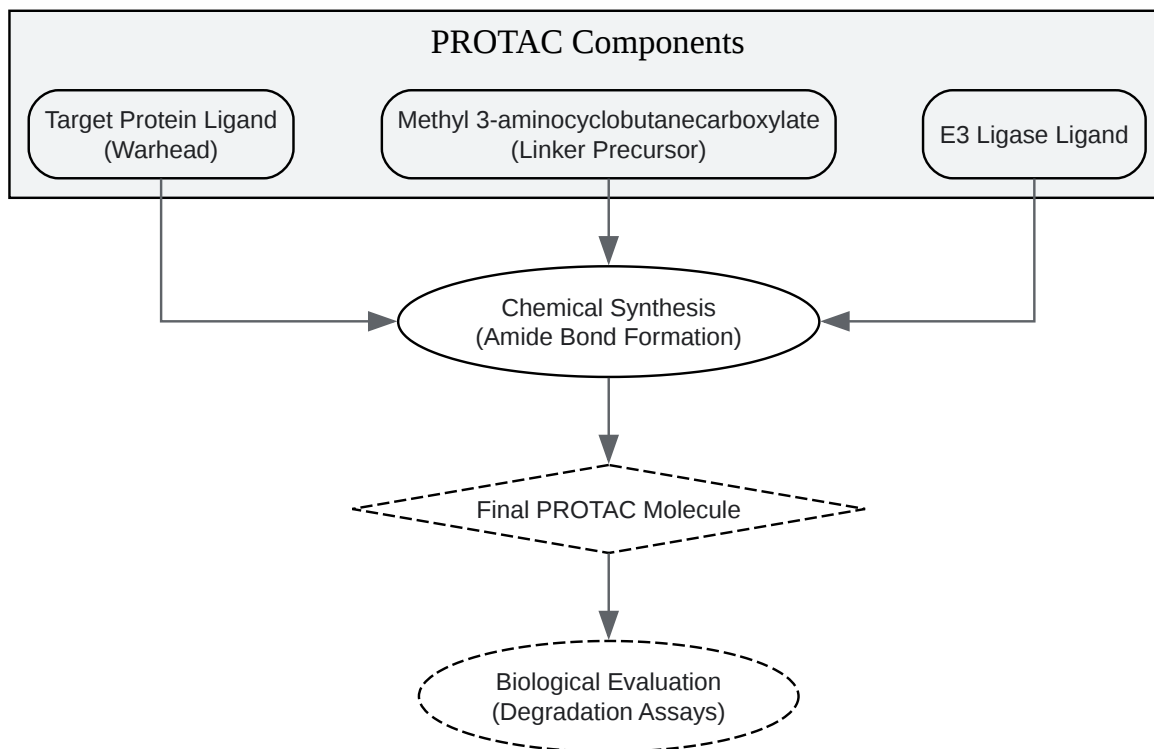 PROTAC Components
Target Protein Ligand
(Warhead)
Methyl 3-aminocyclobutanecarboxylate
(Linker Precursor)
E3 Ligase Ligand
Chemical Synthesis
(Amide Bond Formation)
Final PROTAC Molecule
Biological Evaluation
(Degradation Assays)